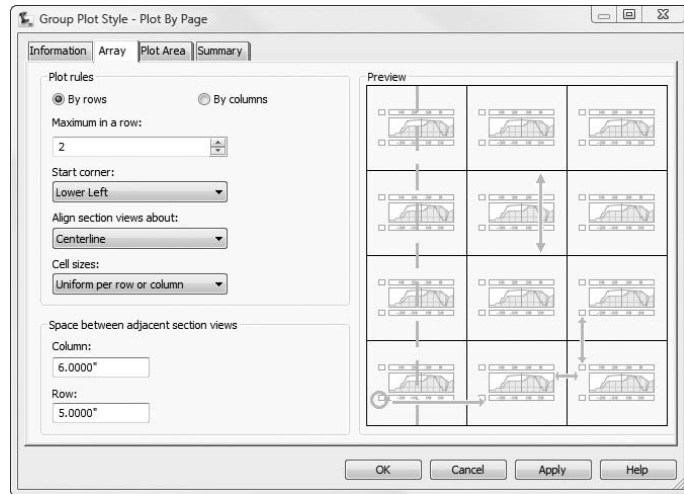 Group Plot Style - Plot By Page
Information Array Plot Area Summary
Plot rules
By rows By columns
Maximum in a row:
2
Start corner:
Lower Left
Align section views about:
Centerline
Cell sizes:
Uniform per row or column
Space between adjacent section views
Column:
6.0000"
Row:
5.0000"
Preview
OK Cancel Apply Help